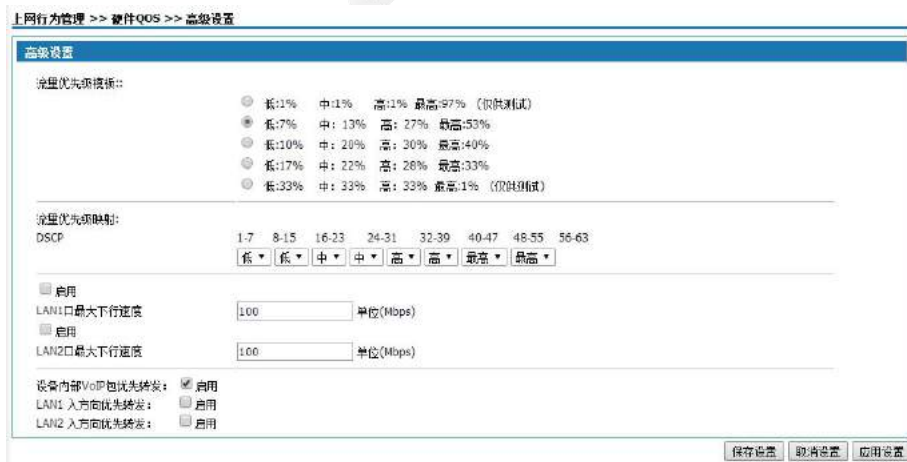 上网行为管理 >> 硬件QOS >> 高级设置
高级设置
流量优先级模板:
低:1% 中:1% 高:1% 最高:97% (仅供测试)
低:7% 中: 13% 高: 27% 最高:53%
低:10% 中: 20% 高: 30% 最高:40%
低:17% 中: 22% 高: 28% 最高:33%
低:33% 中: 33% 高: 33% 最高:1% (仅供测试)
流量优先级映射:
DSCP 1-7 8-15 16-23 24-31 32-39 40-47 48-55 56-63
低 低 中 中 高 高 最高 最高
启用
LAN1口最大下行速度 100 单位(Mbps)
启用
LAN2口最大下行速度 100 单位(Mbps)
设备内部VoIP包优先转发: 启用
LAN1 入方向优先转发: 启用
LAN2 入方向优先转发: 启用
保存设置 取消设置 应用设置